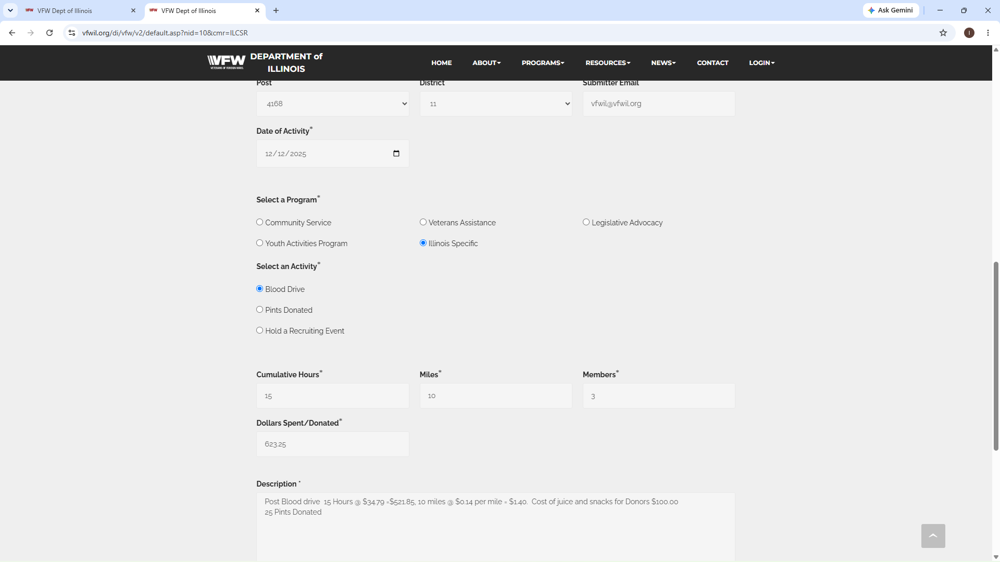 VFW Dept of Illinois
VFW Dept of Illinois
Ask Gemini
vfwil.org/di/vfw/v2/default.asp?nid=10&cmr=ILCSR
I
VFW
VETERANS OF FOREIGN WARS.
DEPARTMENT of
ILLINOIS
HOME ABOUT PROGRAMS RESOURCES NEWS CONTACT LOGIN
Post District Submitter Email
4168 11 vfwil@vfwil.org
Date of Activity*
12/12/2025
Select a Program*
Community Service Veterans Assistance Legislative Advocacy
Youth Activities Program Illinois Specific
Select an Activity*
Blood Drive
Pints Donated
Hold a Recruiting Event
Cumulative Hours* Miles* Members*
15 10 3
Dollars Spent/Donated*
623.25
Description *
Post Blood drive  15 Hours @ $34.79 =$521.85, 10 miles @ $0.14 per mile = $1.40.  Cost of juice and snacks for Donors $100.00
25 Pints Donated